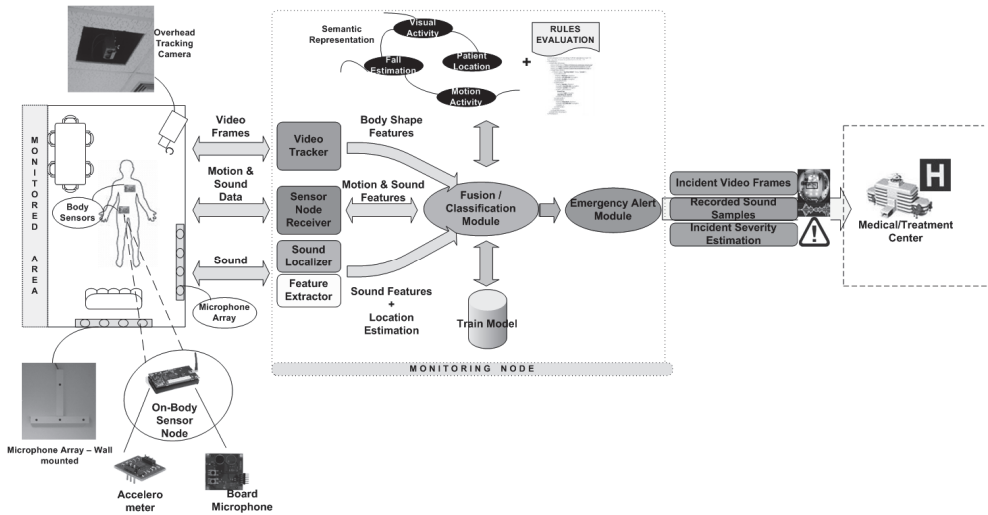 Overhead
Tracking
Camera
MONITORED AREA
Body
Sensors
Microphone
Array
Microphone Array – Wall
mounted
On-Body
Sensor
Node
Accelero
meter
Board
Microphone
Video
Frames
Motion &
Sound
Data
Sound
Semantic
Representation
Visual
Activity
Fall
Estimation
Patient
Location
Motion
Activity
+
RULES
EVALUATION
Video
Tracker
Body Shape
Features
Sensor
Node
Receiver
Motion & Sound
Features
Sound
Localizer
Feature
Extractor
Sound Features
+
Location
Estimation
Fusion /
Classification
Module
Train Model
Emergency Alert
Module
MONITORING NODE
Incident Video Frames
Recorded Sound
Samples
Incident Severity
Estimation
H
Medical/Treatment
Center